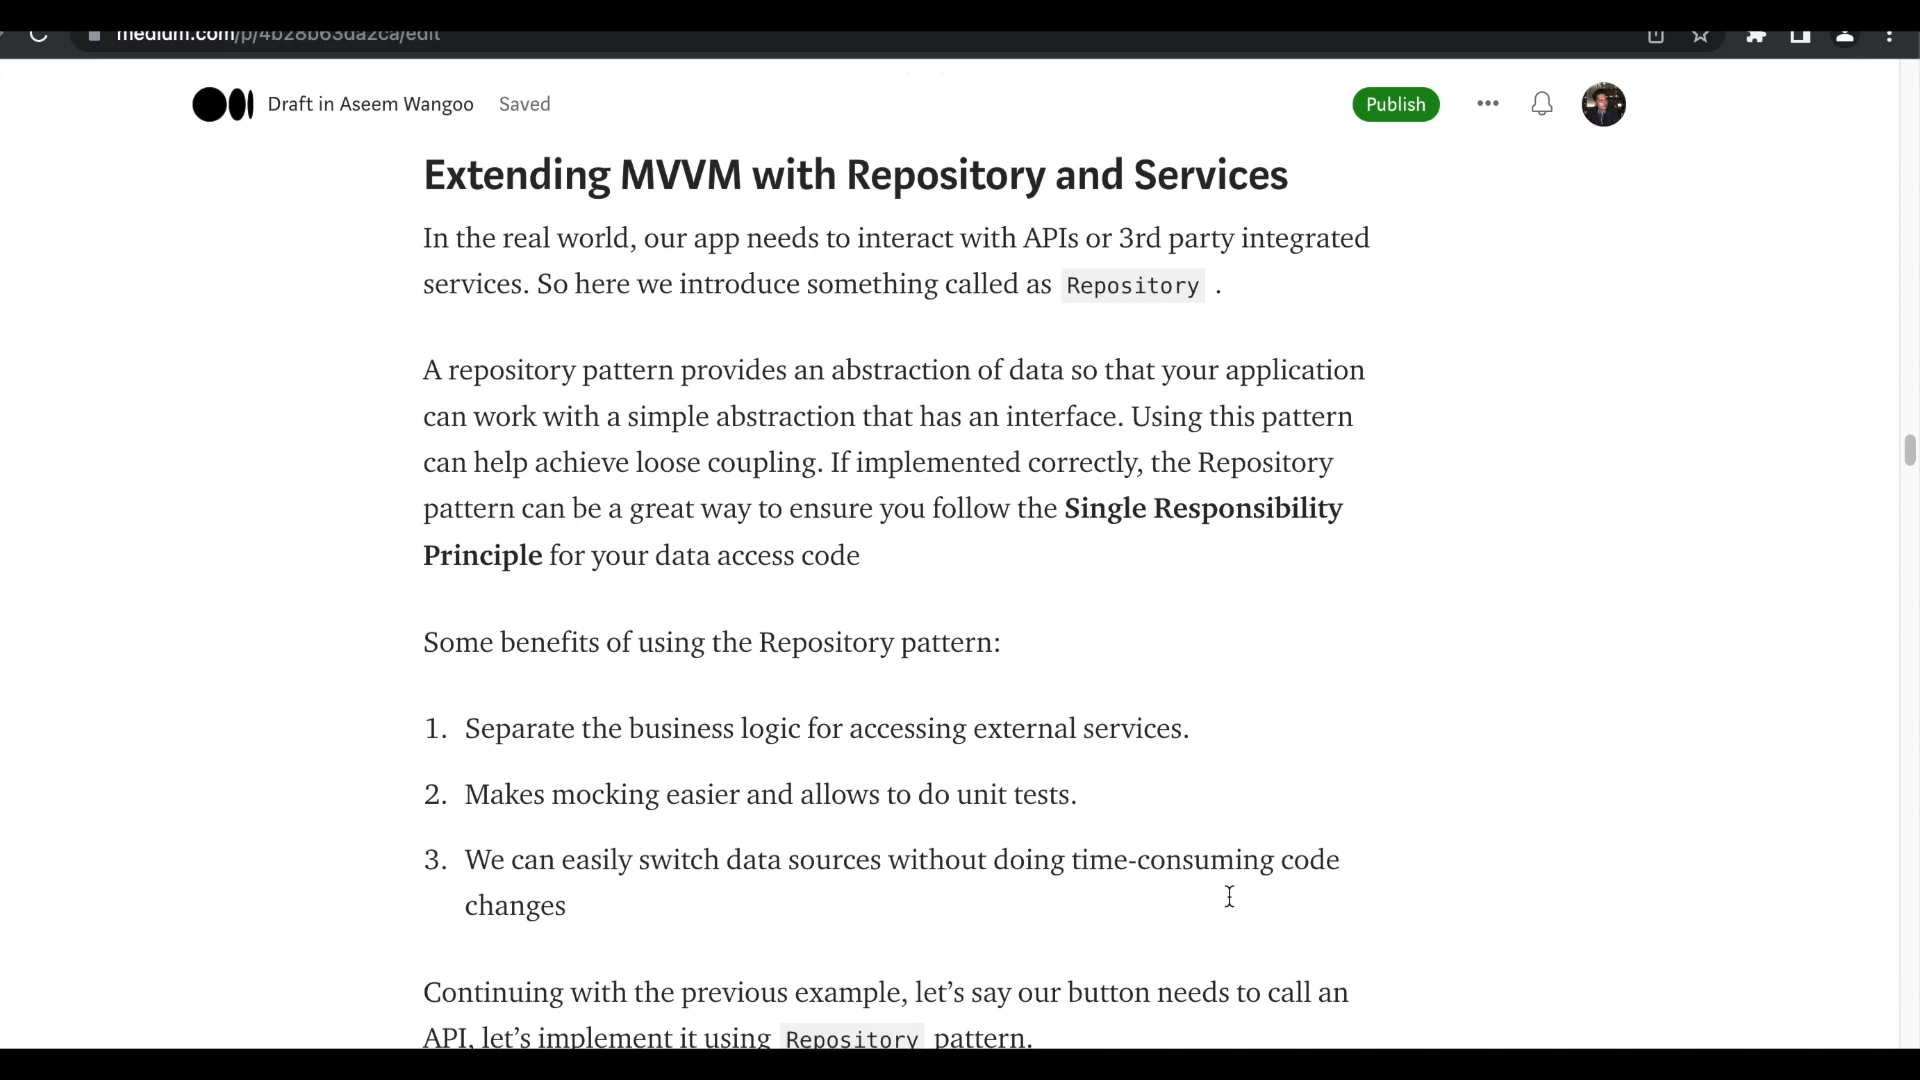 medium.com/p/4b28b63da2ca/edit
Draft in Aseem Wangoo Saved Publish
Extending MVVM with Repository and Services
In the real world, our app needs to interact with APIs or 3rd party integrated
services. So here we introduce something called as Repository .
A repository pattern provides an abstraction of data so that your application
can work with a simple abstraction that has an interface. Using this pattern
can help achieve loose coupling. If implemented correctly, the Repository
pattern can be a great way to ensure you follow the Single Responsibility
Principle for your data access code
Some benefits of using the Repository pattern:
1. Separate the business logic for accessing external services.
2. Makes mocking easier and allows to do unit tests.
3. We can easily switch data sources without doing time-consuming code
changes
Continuing with the previous example, let’s say our button needs to call an
API, let’s implement it using Repository pattern.